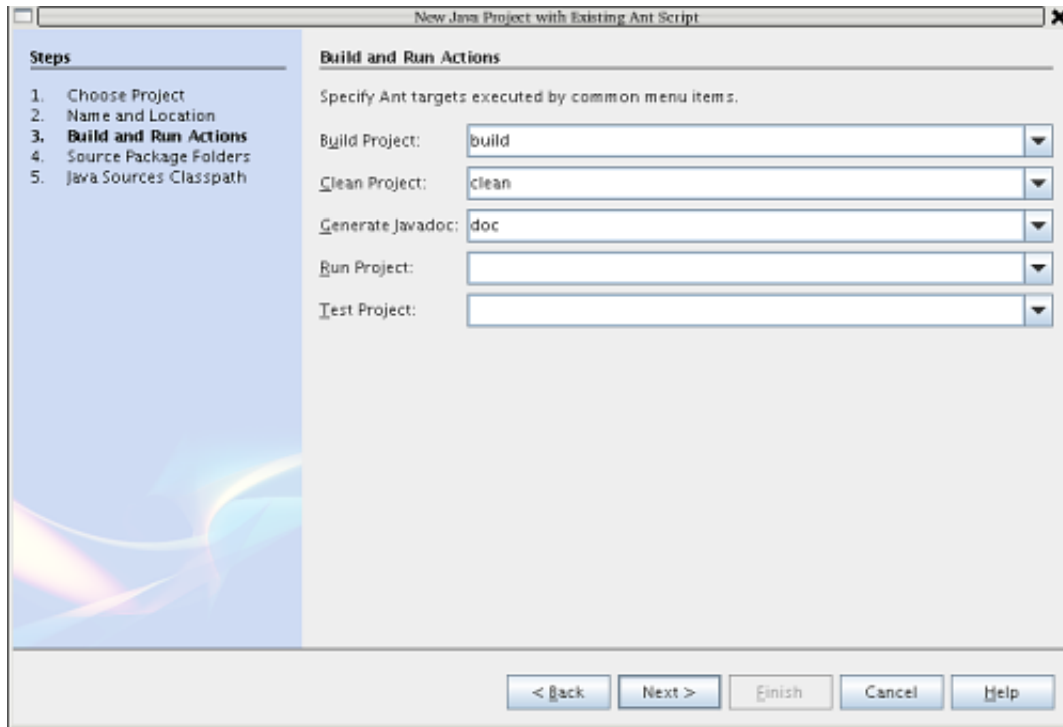 New Java Project with Existing Ant Script
Steps
1. Choose Project
2. Name and Location
3. Build and Run Actions
4. Source Package Folders
5. Java Sources Classpath
Build and Run Actions
Specify Ant targets executed by common menu items.
Build Project: build
Clean Project: clean
Generate Javadoc: doc
Run Project:
Test Project:
< Back Next > Finish Cancel Help